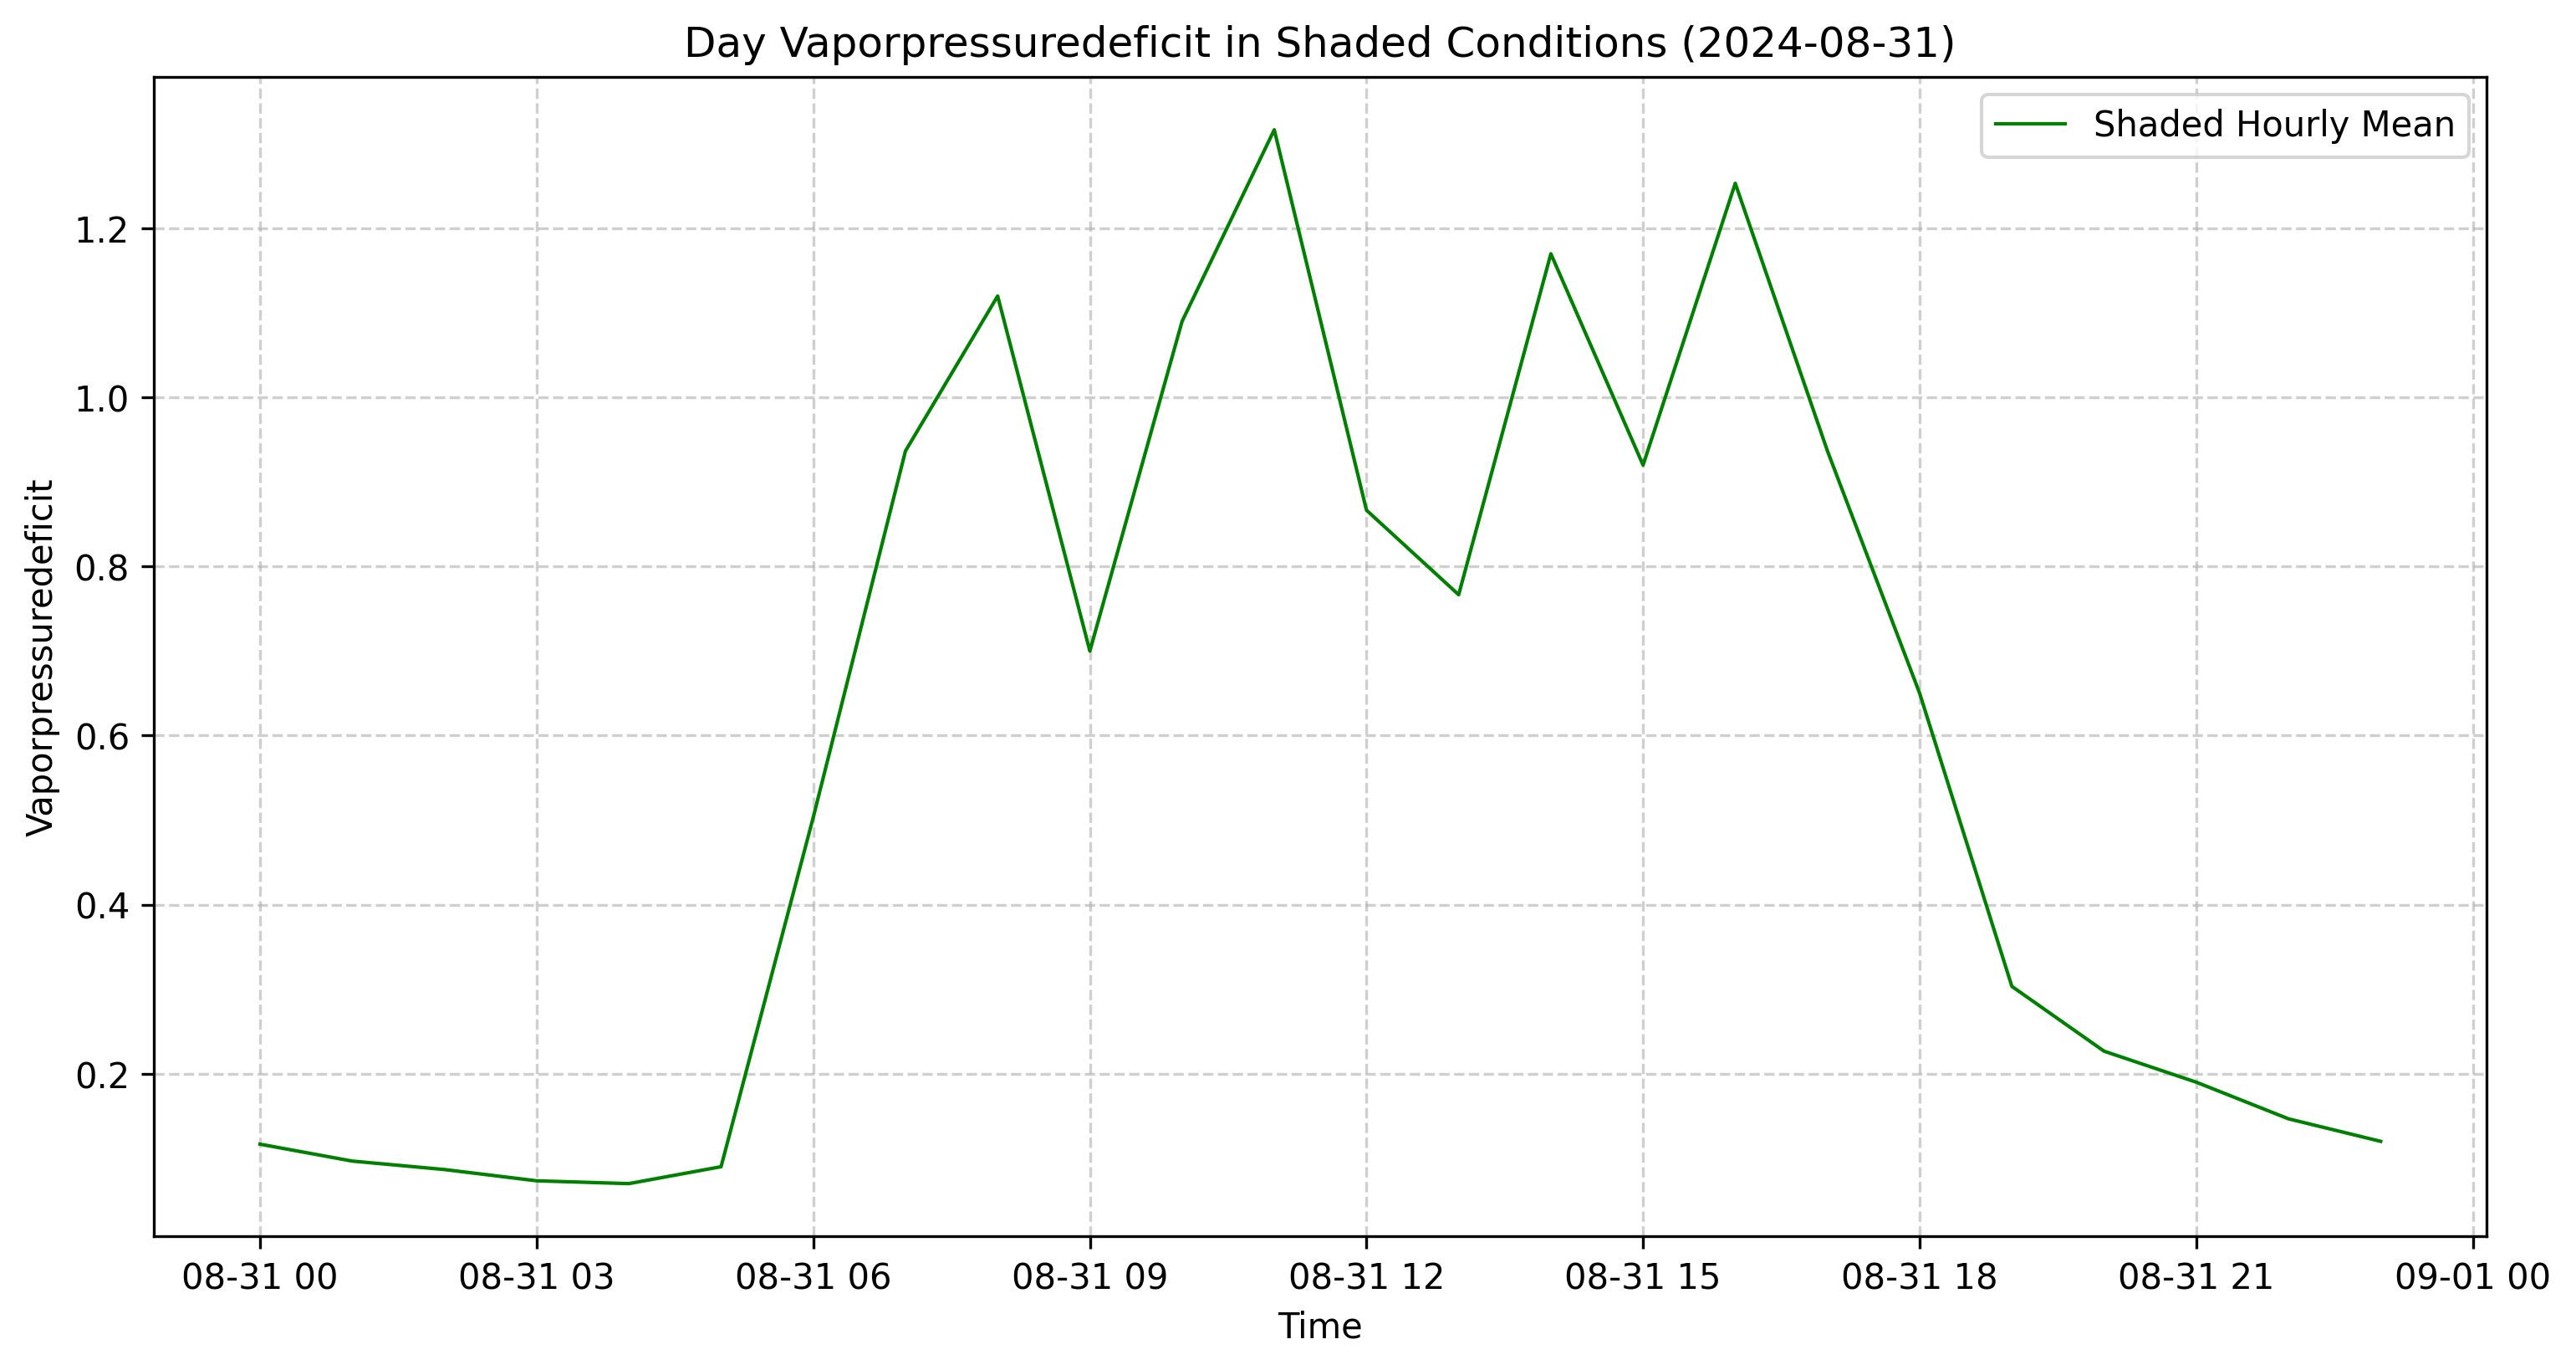 Day Vaporpressuredeficit in Shaded Conditions (2024-08-31)
Shaded Hourly Mean
Vaporpressuredeficit
1.2
1.0
0.8
0.6
0.4
0.2
08-31 00 08-31 03 08-31 06 08-31 09 08-31 12 08-31 15 08-31 18 08-31 21 09-01 00
Time